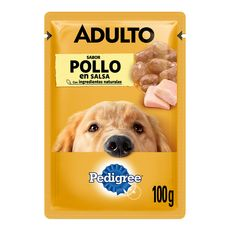 ADULTO
SABOR
POLLO
en SALSA
Con ingredientes naturales
Pedigree
100g